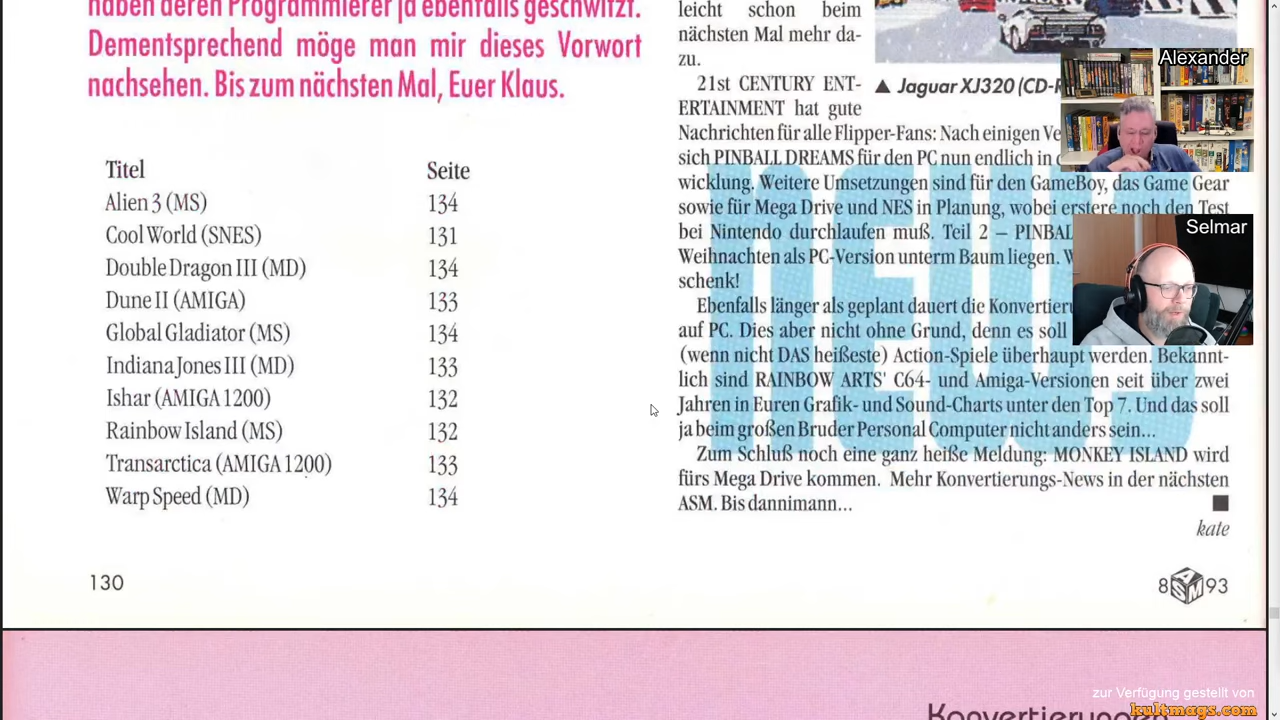 haben deren Programmierer ja ebenfalls geschwitzt.
Dementsprechend möge man mir dieses Vorwort
nachsehen. Bis zum nächsten Mal, Euer Klaus.
Titel Seite
Alien 3 (MS) 134
Cool World (SNES) 131
Double Dragon III (MD) 134
Dune II (AMIGA) 133
Global Gladiator (MS) 134
Indiana Jones III (MD) 133
Ishar (AMIGA 1200) 132
Rainbow Island (MS) 132
Transarctica (AMIGA 1200) 133
Warp Speed (MD) 134
130
leicht schon beim
nächsten Mal mehr da-
zu.
21st CENTURY ENT-
ERTAINMENT hat gute
▲ Jaguar XJ320 (CD-
Nachrichten für alle Flipper-Fans: Nach einigen
sich PINBALL DREAMS für den PC nun endlich in
wicklung. Weitere Umsetzungen sind für den GameBoy, das Game Gear
sowie für Mega Drive und NES in Planung, wobei erstere noch den Test
bei Nintendo durchlaufen muß. Teil 2 –
Weihnachten als PC-Version unterm Baum liegen.
schenk!
Ebenfalls länger als geplant dauert die
auf PC. Dies aber nicht ohne Grund, denn es soll
(wenn nicht DAS heißeste) Action-Spiele überhaupt werden. Bekannt-
lich sind RAINBOW ARTS' C64- und Amiga-Versionen seit über zwei
Jahren in Euren Grafik- und Sound-Charts unter den Top 7. Und das soll
ja beim großen Bruder Personal Computer nicht anders sein...
Zum Schluß noch eine ganz heiße Meldung: MONKEY ISLAND wird
fürs Mega Drive kommen. Mehr Konvertierungs-News in der nächsten
ASM. Bis dannimann...
kate
news
8 ASM 93
Alexander
Selmar
Konvertierungen
zur Verfügung gestellt von
kultmags.com